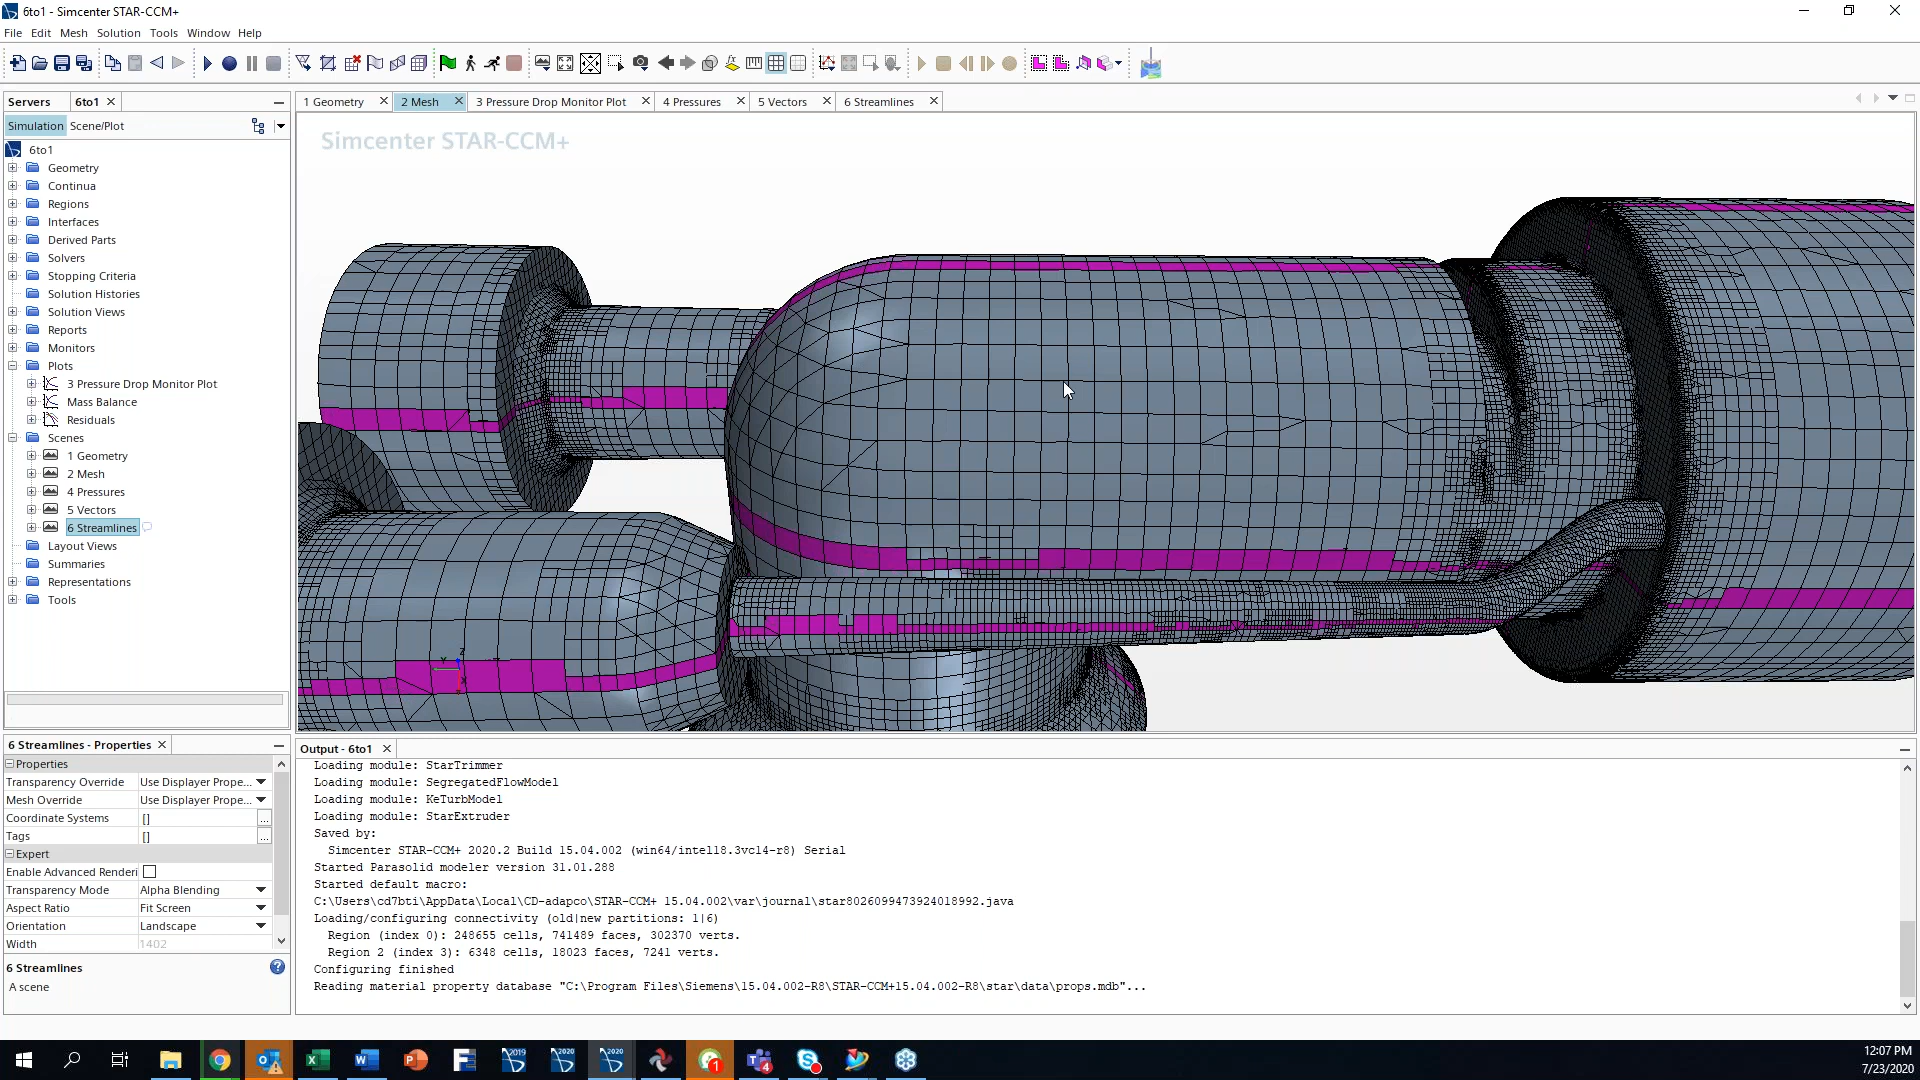 6to1 - Simcenter STAR-CCM+
File Edit Mesh Solution Tools Window Help
Servers 6to1
1 Geometry 2 Mesh 3 Pressure Drop Monitor Plot 4 Pressures 5 Vectors 6 Streamlines
Simulation Scene/Plot
Simcenter STAR-CCM+
6to1
Geometry
Continua
Regions
Interfaces
Derived Parts
Solvers
Stopping Criteria
Solution Histories
Solution Views
Reports
Monitors
Plots
3 Pressure Drop Monitor Plot
Mass Balance
Residuals
Scenes
1 Geometry
2 Mesh
4 Pressures
5 Vectors
6 Streamlines
Layout Views
Summaries
Representations
Tools
Z
Y
X
6 Streamlines - Properties
Properties
Transparency Override Use Displayer Prope...
Mesh Override Use Displayer Prope...
Coordinate Systems []
Tags []
Expert
Enable Advanced Renderi
Transparency Mode Alpha Blending
Aspect Ratio Fit Screen
Orientation Landscape
Width 1402
6 Streamlines
A scene
Output - 6to1
Loading module: StarTrimmer
Loading module: SegregatedFlowModel
Loading module: KeTurbModel
Loading module: StarExtruder
Saved by:
Simcenter STAR-CCM+ 2020.2 Build 15.04.002 (win64/intel18.3vc14-r8) Serial
Started Parasolid modeler version 31.01.288
Started default macro:
C:\Users\cd7bti\AppData\Local\CD-adapco\STAR-CCM+ 15.04.002\var\journal\star8026099473924018992.java
Loading/configuring connectivity (old|new partitions: 1|6)
Region (index 0): 248655 cells, 741489 faces, 302370 verts.
Region 2 (index 3): 6348 cells, 18023 faces, 7241 verts.
Configuring finished
Reading material property database "C:\Program Files\Siemens\15.04.002-R8\STAR-CCM+15.04.002-R8\star\data\props.mdb"...
2019 2020 2020
1 4
12:07 PM
7/23/2020